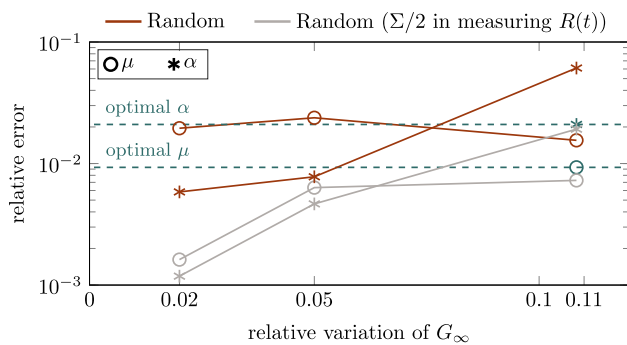 Random Random (Σ/2 in measuring R(t))
10⁻¹
μ α
optimal α
optimal μ
10⁻²
10⁻³
relative error
0 0.02 0.05 0.1 0.11
relative variation of G∞